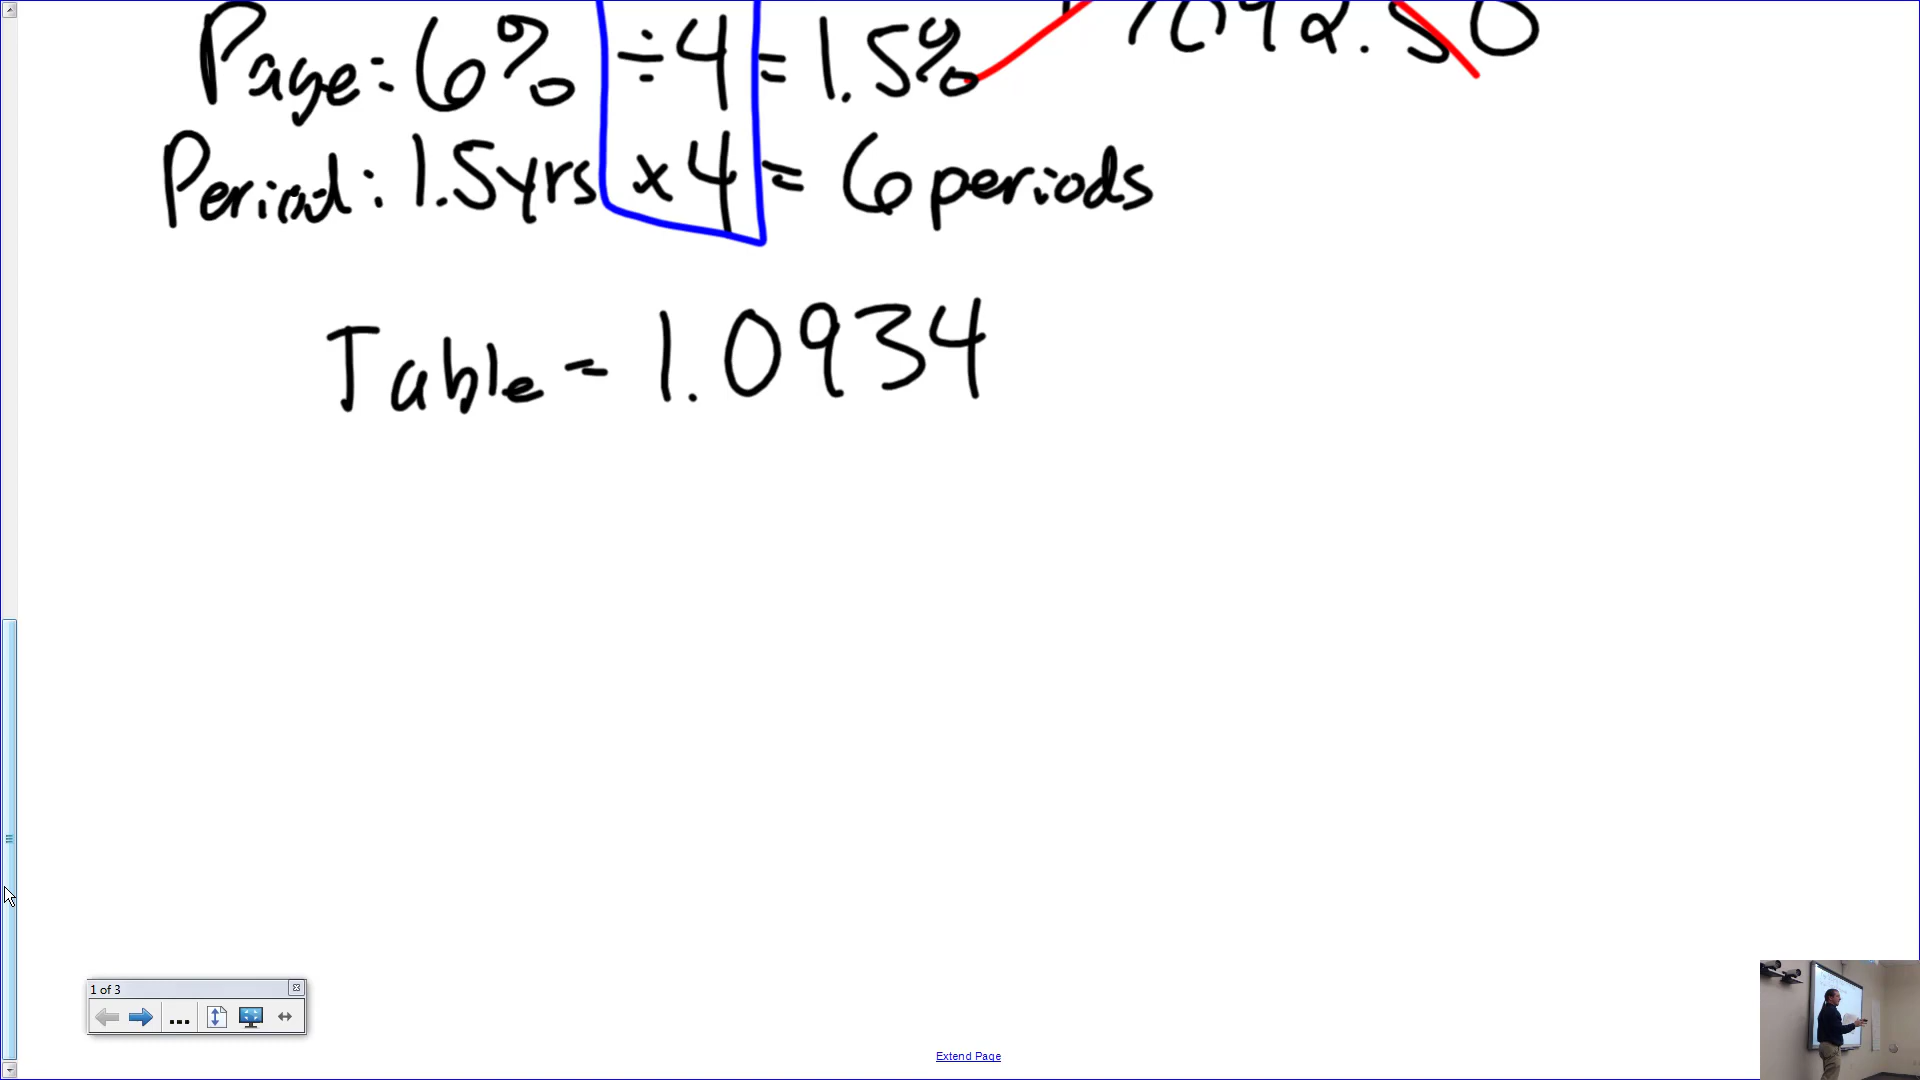 Page: 6% ÷4 = 1.5%
Period: 1.5yrs x4 = 6 periods
Table = 1.0934
1 of 3
...
Extend Page